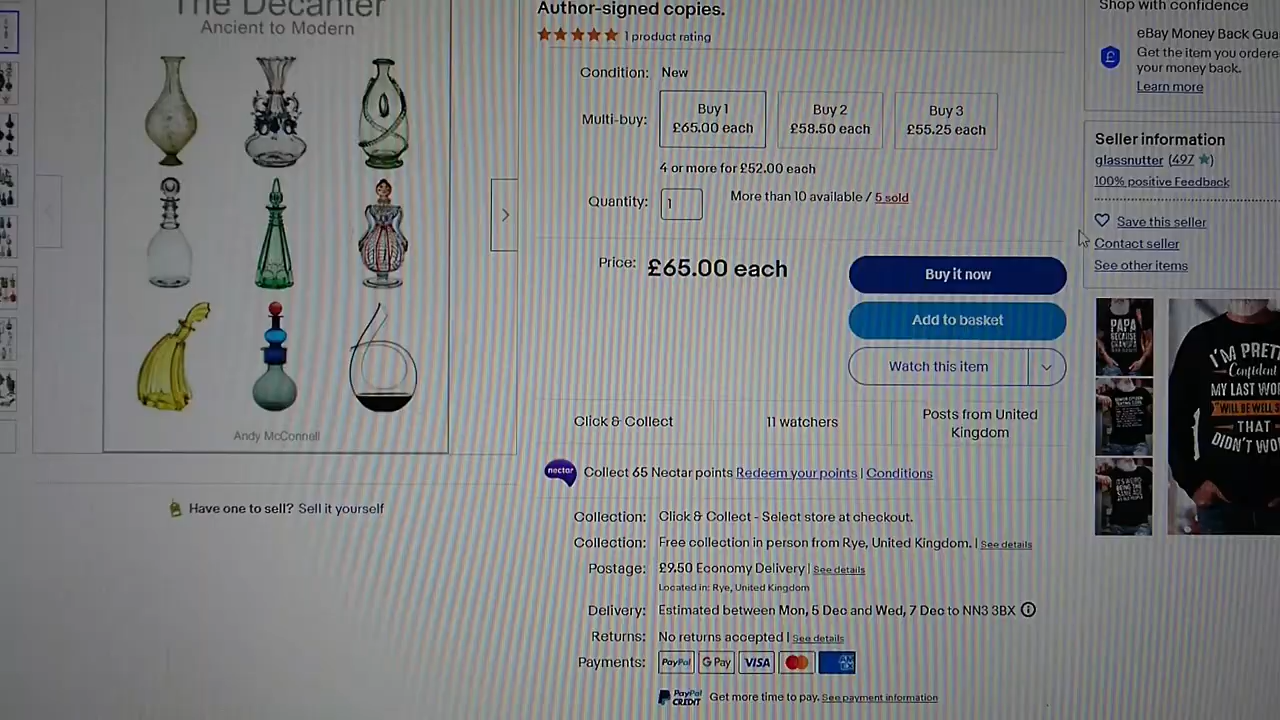 The Decanter
Ancient to Modern
Andy McConnell
Have one to sell? Sell it yourself
Author-signed copies.
1 product rating
Condition: New
Multi-buy:
Buy 1
£65.00 each
Buy 2
£58.50 each
Buy 3
£55.25 each
4 or more for £52.00 each
Quantity: 1 More than 10 available / 5 sold
Price: £65.00 each
Buy it now
Add to basket
Watch this item
Click & Collect
11 watchers
Posts from United
Kingdom
nectar Collect 65 Nectar points Redeem your points | Conditions
Collection: Click & Collect - Select store at checkout.
Collection: Free collection in person from Rye, United Kingdom. | See details
Postage: £9.50 Economy Delivery | See details
Located in: Rye, United Kingdom
Delivery: Estimated between Mon, 5 Dec and Wed, 7 Dec to NN3 3BX
Returns: No returns accepted | See details
Payments: PayPal G Pay VISA
PayPal CREDIT Get more time to pay. See payment information
Shop with confidence
eBay Money Back Gua
Get the item you ordere
your money back.
Learn more
Seller information
glassnutter (497)
100% positive Feedback
Save this seller
Contact seller
See other items
PAPA
BECAUSE
GRANDPA
I'M PRET
Confident
MY LAST WO
WILL BE WELL S
THAT
DIDN'T WO